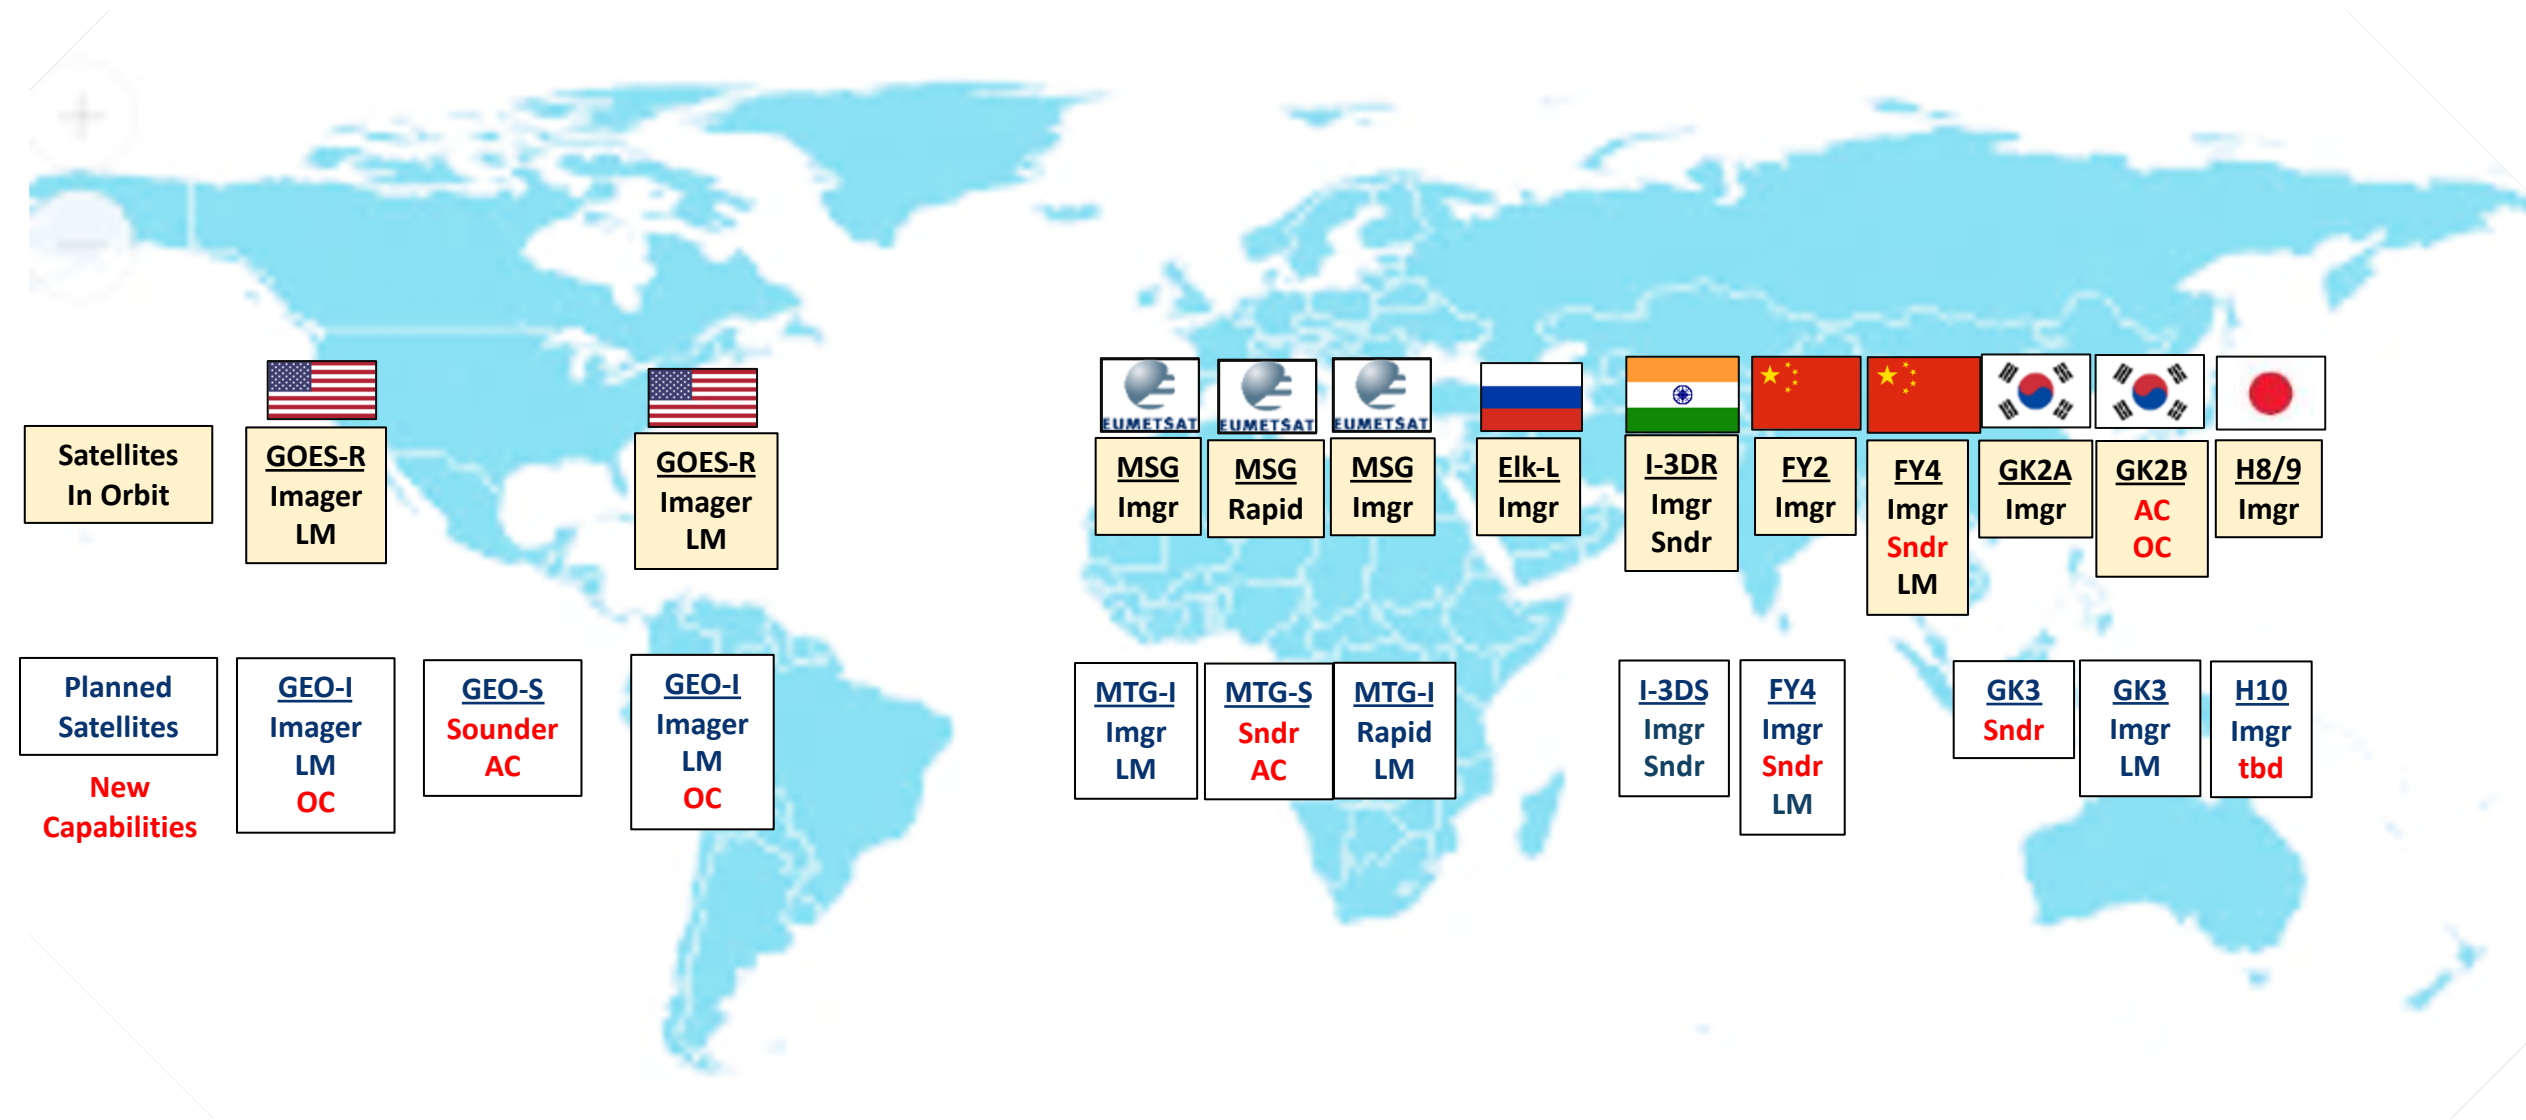 EUMETSAT
EUMETSAT
EUMETSAT
Satellites
In Orbit
GOES-R
Imager
LM
GOES-R
Imager
LM
MSG
Imgr
MSG
Rapid
MSG
Imgr
Elk-L
Imgr
I-3DR
Imgr
Sndr
FY2
Imgr
FY4
Imgr
Sndr
LM
GK2A
Imgr
GK2B
AC
OC
H8/9
Imgr
Planned
Satellites
New
Capabilities
GEO-I
Imager
LM
OC
GEO-S
Sounder
AC
GEO-I
Imager
LM
OC
MTG-I
Imgr
LM
MTG-S
Sndr
AC
MTG-I
Rapid
LM
I-3DS
Imgr
Sndr
FY4
Imgr
Sndr
LM
GK3
Sndr
GK3
Imgr
LM
H10
Imgr
tbd